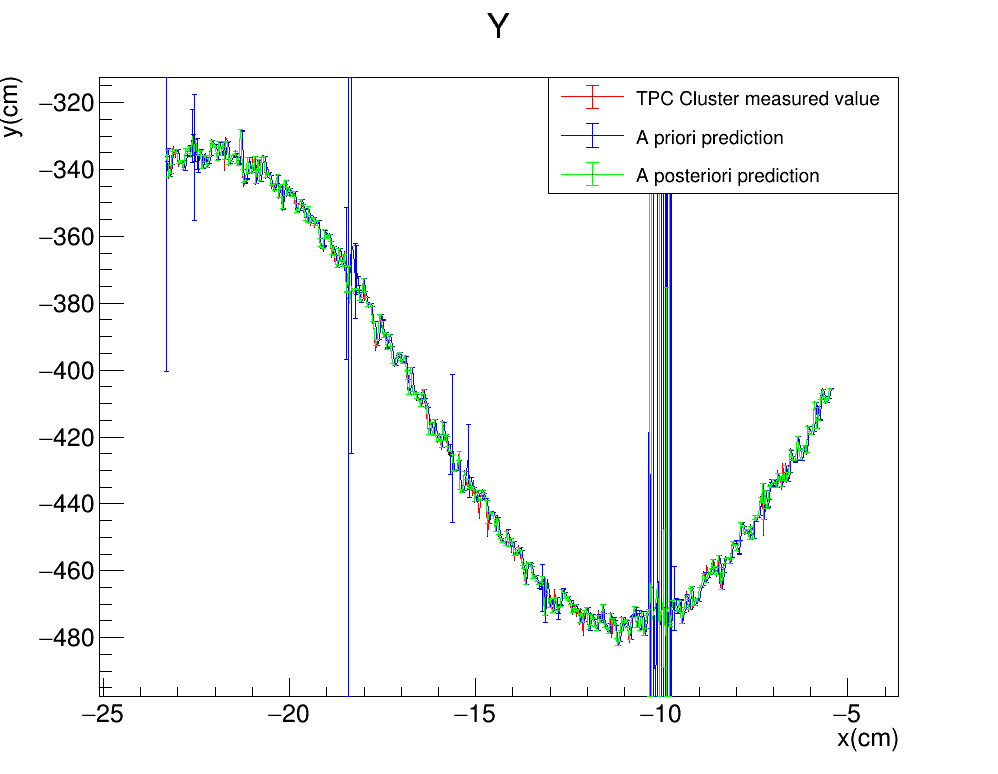 Y
y(cm)
−320
−340
−360
−380
−400
−420
−440
−460
−480
TPC Cluster measured value
A priori prediction
A posteriori prediction
−25
−20
−15
−10
−5
x(cm)